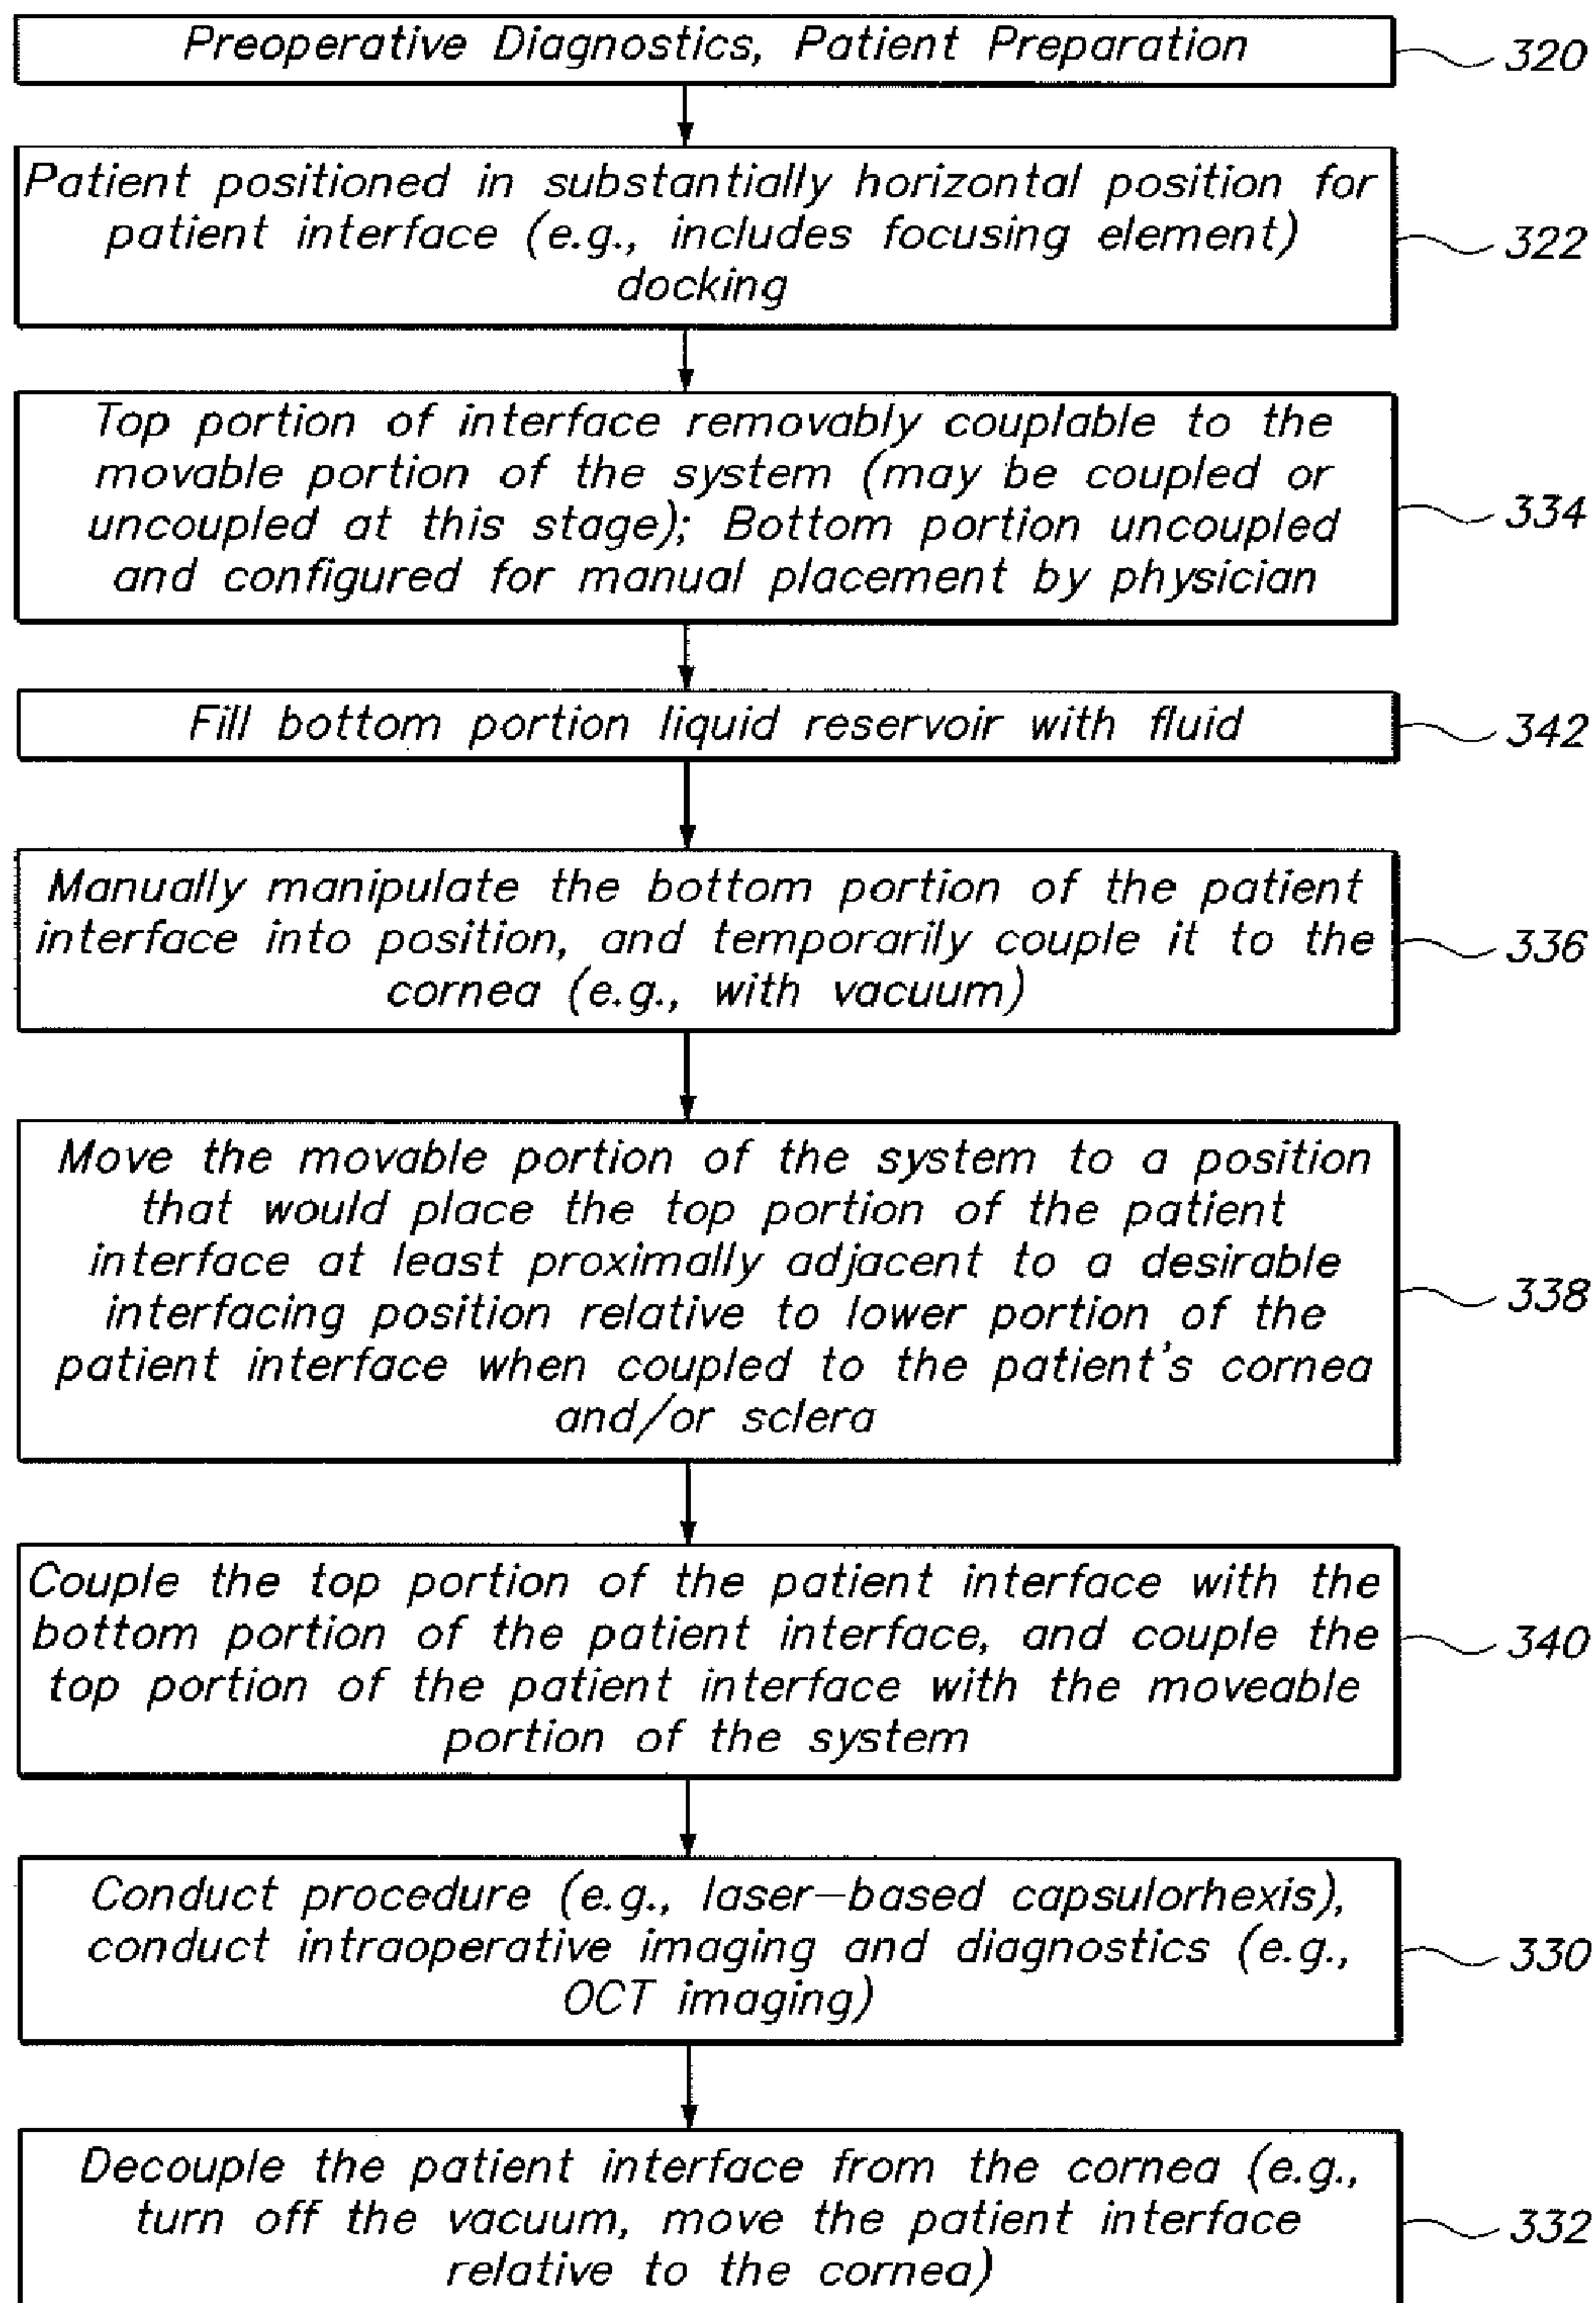 Preoperative Diagnostics, Patient Preparation
320
Patient positioned in substantially horizontal position for
patient interface (e.g., includes focusing element)
docking
322
Top portion of interface removably couplable to the
movable portion of the system (may be coupled or
uncoupled at this stage); Bottom portion uncoupled
and configured for manual placement by physician
334
Fill bottom portion liquid reservoir with fluid
342
Manually manipulate the bottom portion of the patient
interface into position, and temporarily couple it to the
cornea (e.g., with vacuum)
336
Move the movable portion of the system to a position
that would place the top portion of the patient
interface at least proximally adjacent to a desirable
interfacing position relative to lower portion of the
patient interface when coupled to the patient's cornea
and/or sclera
338
Couple the top portion of the patient interface with the
bottom portion of the patient interface, and couple the
top portion of the patient interface with the moveable
portion of the system
340
Conduct procedure (e.g., laser-based capsulorhexis),
conduct intraoperative imaging and diagnostics (e.g.,
OCT imaging)
330
Decouple the patient interface from the cornea (e.g.,
turn off the vacuum, move the patient interface
relative to the cornea)
332